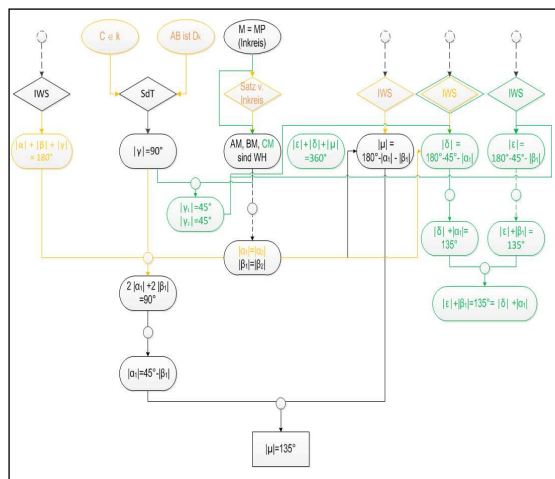 C ∈ k
AB ist Dₖ
M = MP
(Inkreis)
IWS
SdT
Satz v.
Inkreis
IWS
IWS
IWS
|α| + |β| + |γ|
= 180°
|γ|=90°
AM, BM, CM
sind WH
|ε|+|δ|+|μ|
=360°
|μ| =
180°-|α₁| - |β₁|
|δ| =
180°-45°- |α₁|
|ε|=
180°-45°- |β₁|
|γ₁|=45°
|γ₂|=45°
|δ| +|α₁|=
135°
|ε|+|β₁|=
135°
|α₁|=|α₂|
|β₁|=|β₂|
2 |α₁|+2 |β₁|
=90°
|ε|+|β₁|=135°= |δ| +|α₁|
|α₁|=45°-|β₁|
|μ|=135°